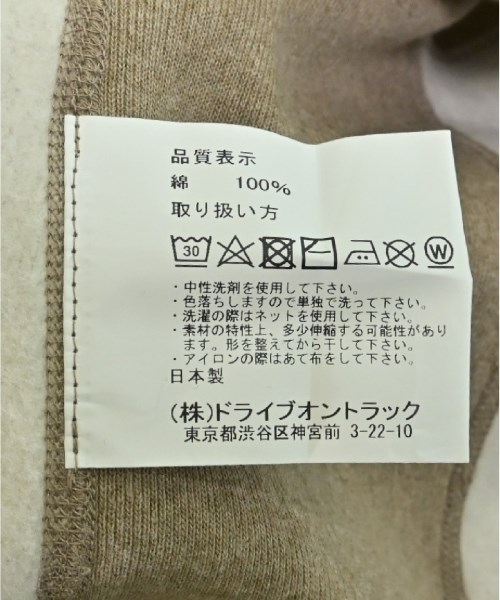 品質表示
綿 100%
取り扱い方
30 W
・中性洗剤を使用して下さい。
・色落ちしますので単独で洗って下さい。
・洗濯の際はネットを使用して下さい。
・素材の特性上、多少伸縮する可能性があり
ます。形を整えてから干して下さい。
・アイロンの際はあて布をして下さい。
日本製
(株)ドライブオントラック
東京都渋谷区神宮前 3-22-10